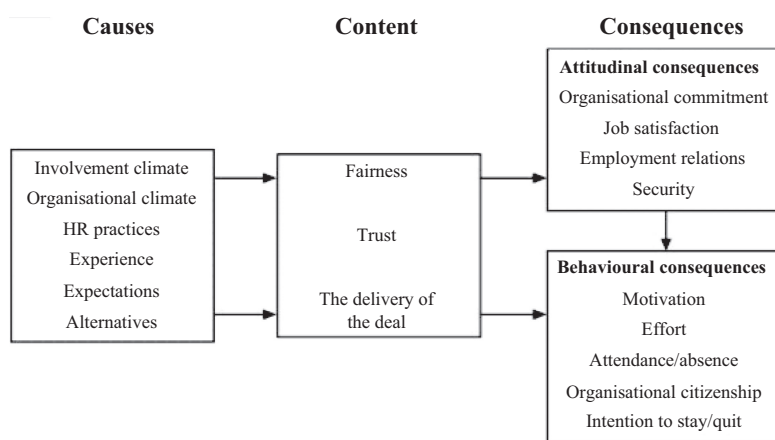 Causes
Content
Consequences
Involvement climate
Organisational climate
HR practices
Experience
Expectations
Alternatives
Fairness
Trust
The delivery of
the deal
Attitudinal consequences
Organisational commitment
Job satisfaction
Employment relations
Security
Behavioural consequences
Motivation
Effort
Attendance/absence
Organisational citizenship
Intention to stay/quit